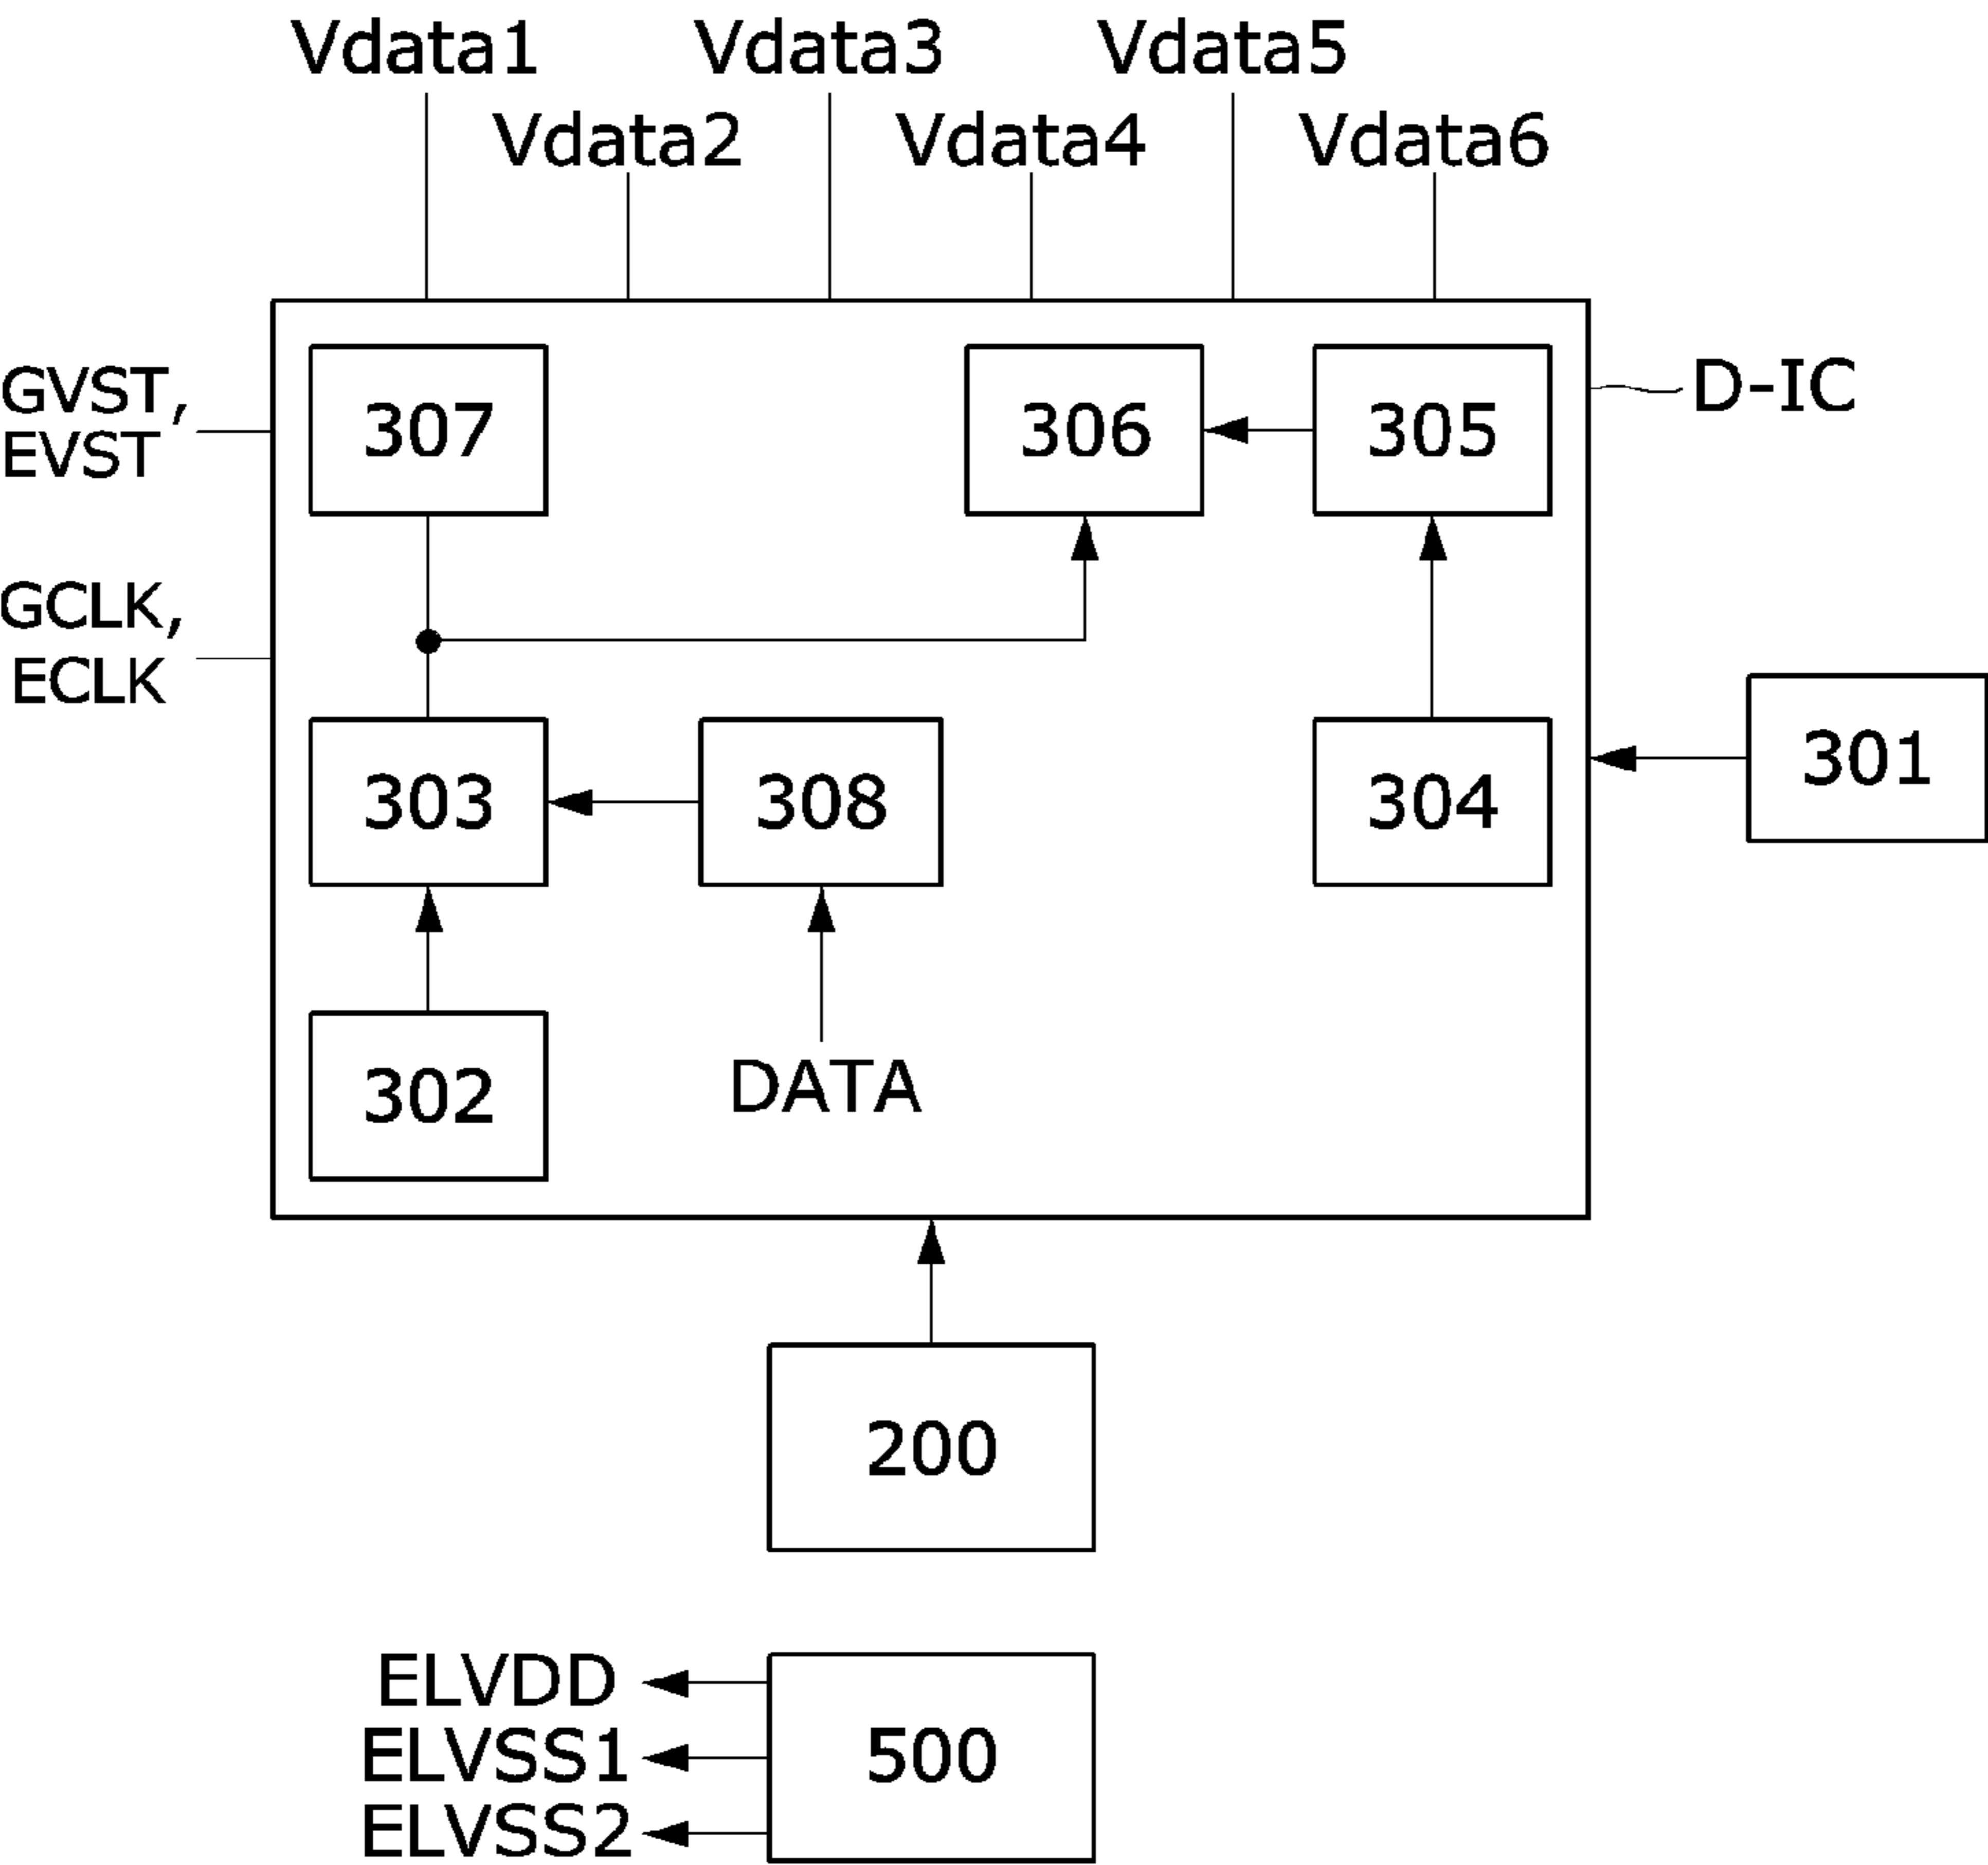 Vdata1
Vdata3
Vdata5
Vdata2
Vdata4
Vdata6
GVST,
EVST
307
306
305
D-IC
GCLK,
ECLK
301
303
308
304
302
DATA
200
ELVDD
ELVSS1
500
ELVSS2